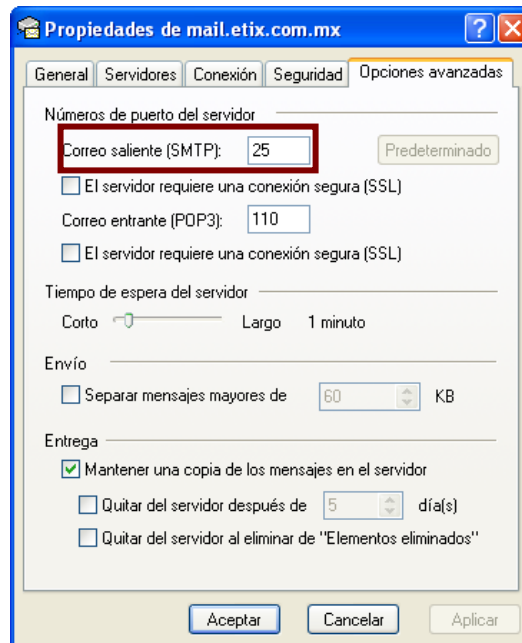 Propiedades de mail.etix.com.mx
General Servidores Conexión Seguridad Opciones avanzadas
Números de puerto del servidor
Correo saliente (SMTP): 25 Predeterminado
El servidor requiere una conexión segura (SSL)
Correo entrante (POP3): 110
El servidor requiere una conexión segura (SSL)
Tiempo de espera del servidor
Corto Largo 1 minuto
Envío
Separar mensajes mayores de 60 KB
Entrega
Mantener una copia de los mensajes en el servidor
Quitar del servidor después de 5 día(s)
Quitar del servidor al eliminar de "Elementos eliminados"
Aceptar Cancelar Aplicar